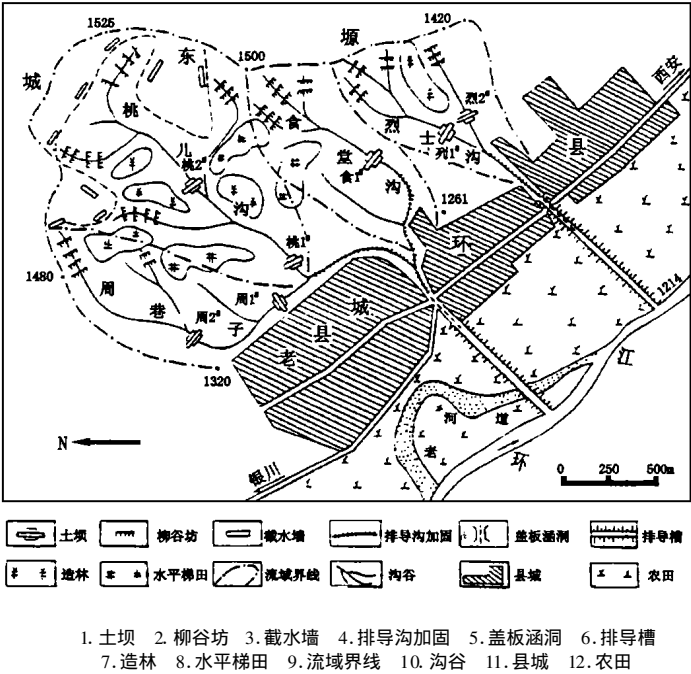 1525
城 东 塬
1500
1420
西安
桃 食 烈 烈2#
儿 堂 士 县
桃2# 食1# 列1# 沟
沟 沟
1261
环
桃1#
1480
周 周1# 城
巷 周2# 子 县
老
1320
1214
江
河 道
老
环
N
银川
0 250 500m
土坝 柳谷坊 截水墙 排导沟加固 盖板涵洞 排导槽
造林 水平梯田 流域界线 沟谷 县城 农田
1. 土坝 2. 柳谷坊 3. 截水墙 4. 排导沟加固 5. 盖板涵洞 6. 排导槽
7. 造林 8. 水平梯田 9. 流域界线 10. 沟谷 11. 县城 12. 农田